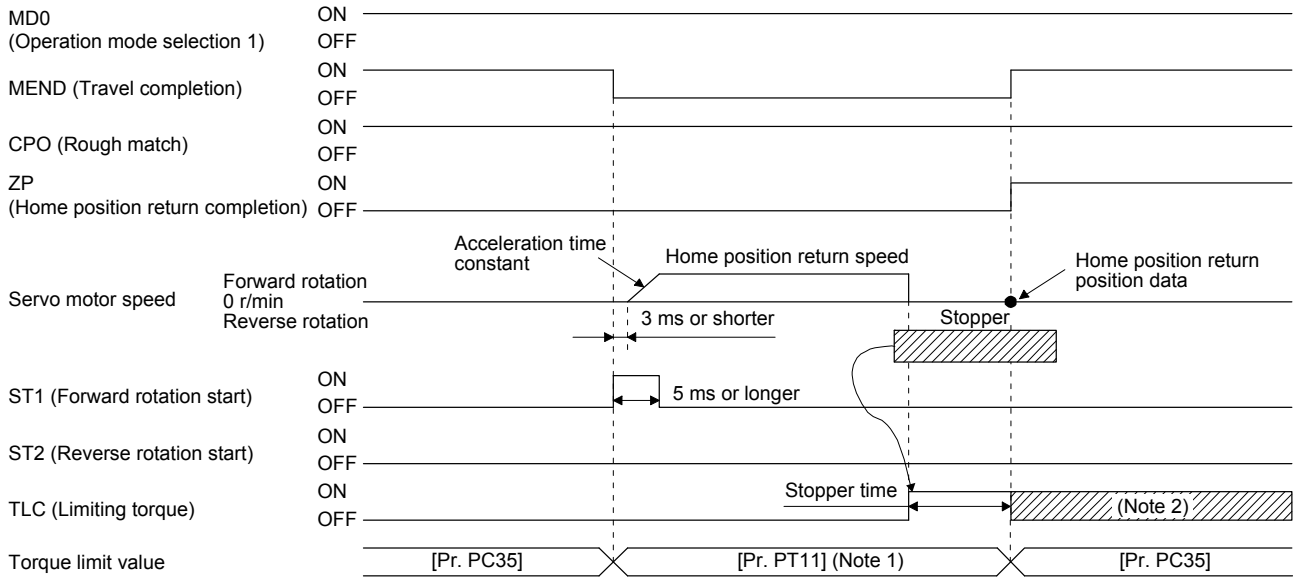 MD0
(Operation mode selection 1)
ON
OFF
MEND (Travel completion)
ON
OFF
CPO (Rough match)
ON
OFF
ZP
(Home position return completion)
ON
OFF
Servo motor speed
Forward rotation
0 r/min
Reverse rotation
Acceleration time
constant
Home position return speed
Home position return
position data
3 ms or shorter
Stopper
ST1 (Forward rotation start)
ON
OFF
5 ms or longer
ST2 (Reverse rotation start)
ON
OFF
TLC (Limiting torque)
ON
OFF
Stopper time
(Note 2)
Torque limit value
[Pr. PC35]
[Pr. PT11] (Note 1)
[Pr. PC35]